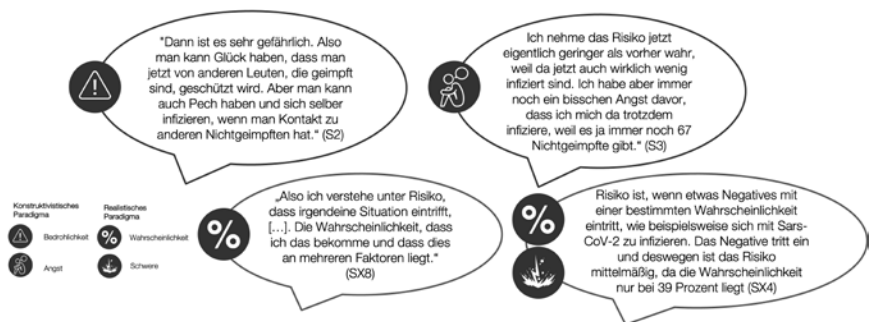 "Dann ist es sehr gefährlich. Also
man kann Glück haben, dass man
jetzt von anderen Leuten, die geimpft
sind, geschützt wird. Aber man kann
auch Pech haben und sich selber
infizieren, wenn man Kontakt zu
anderen Nichtgeimpften hat.“ (S2)
Ich nehme das Risiko jetzt
eigentlich geringer als vorher wahr,
weil da jetzt auch wirklich wenig
infiziert sind. Ich habe aber immer
noch ein bisschen Angst davor,
dass ich mich da trotzdem
infiziere, weil es ja immer noch 67
Nichtgeimpfte gibt.“ (S3)
Konstruktivistisches
Paradigma
Bedrohlichkeit
Angst
Realistisches
Paradigma
% Wahrscheinlichkeit
Schwere
%
„Also ich verstehe unter Risiko,
dass irgendeine Situation eintrifft,
[…]. Die Wahrscheinlichkeit, dass
ich das bekomme und dass dies
an mehreren Faktoren liegt.“
(SX8)
%
Risiko ist, wenn etwas Negatives mit
einer bestimmten Wahrscheinlichkeit
eintritt, wie beispielsweise sich mit Sars-
CoV-2 zu infizieren. Das Negative tritt ein
und deswegen ist das Risiko
mittelmäßig, da die Wahrscheinlichkeit
nur bei 39 Prozent liegt (SX4)